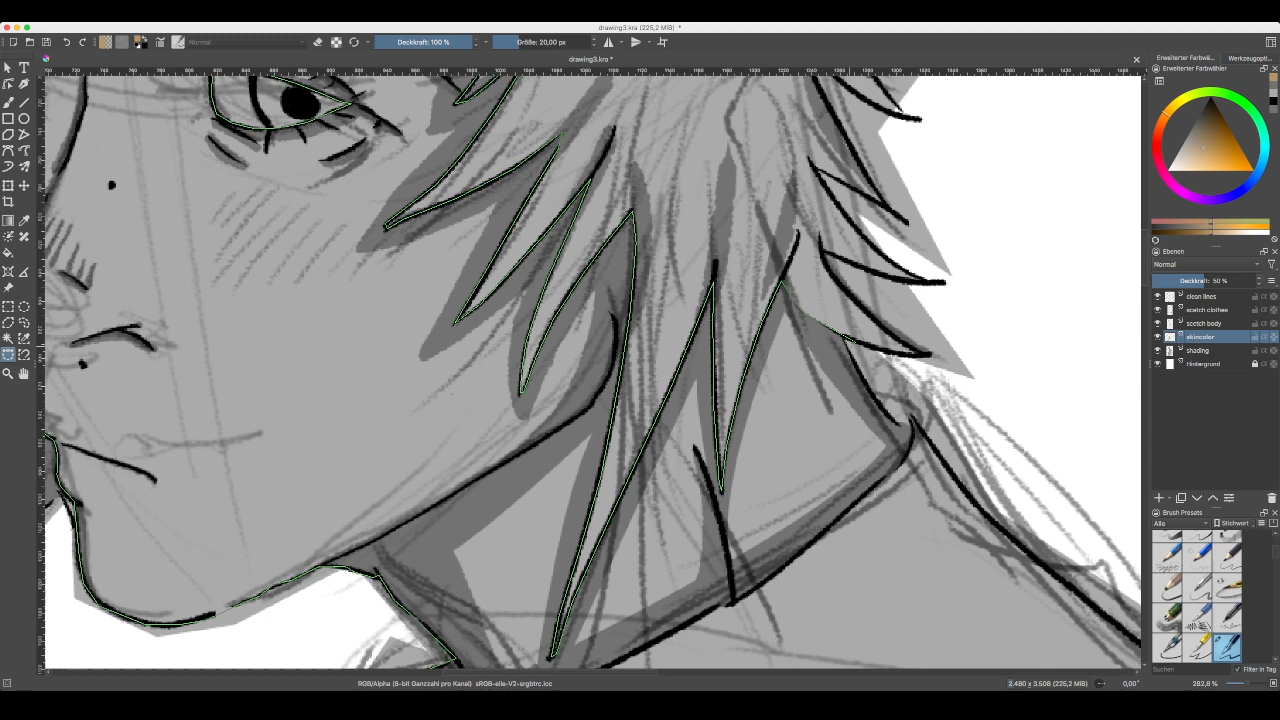 drawing3.kra (225,2 MiB) *
Normal
Deckkraft: 100 %
Größe: 20,00 px
drawing3.kra *
Erweiterter Farbwä...
Werkzeugopti...
Erweiterter Farbwähler
Ebenen
Normal
Deckkraft: 50 %
clean lines
scetch clothes
scetch body
skincolor
shading
Hintergrund
Brush Presets
Alle
Stichwort
Suchen
Filter in Tag
RGB/Alpha (8-bit Ganzzahl pro Kanal) sRGB-elle-V2-srgbtrc.icc
2.480 x 3.508 (225,2 MiB)
0,00°
282,8 %